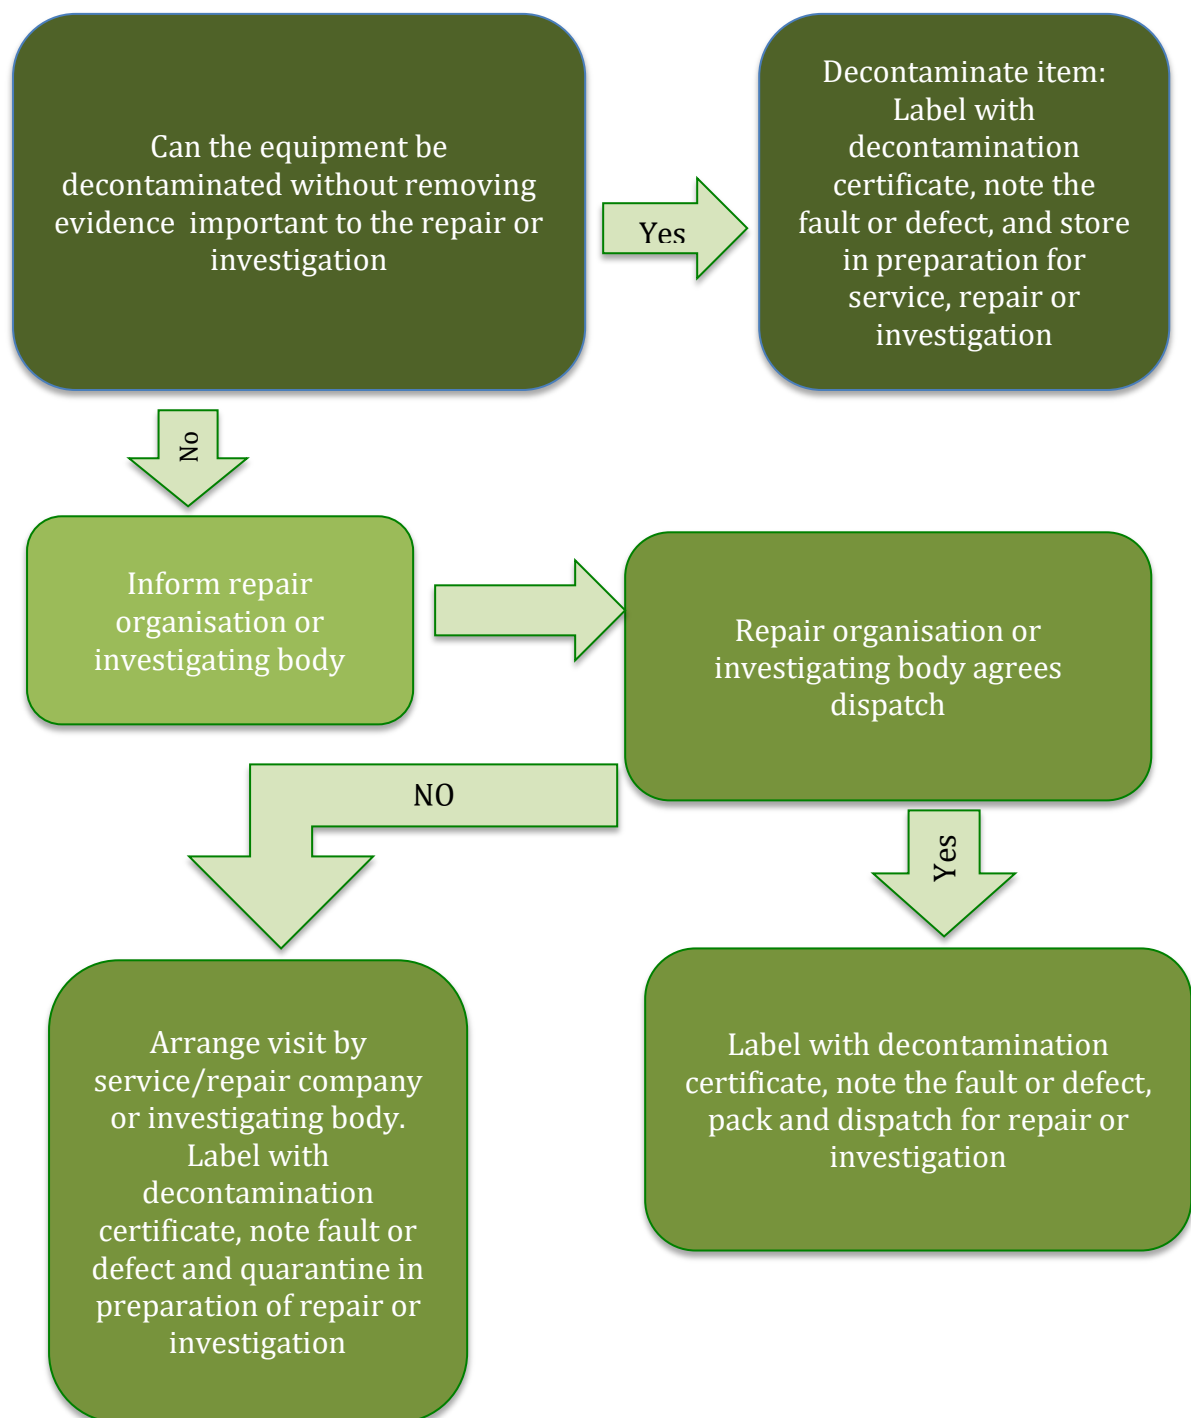 Can the equipment be
decontaminated without removing
evidence  important to the repair or
investigation
Yes
Decontaminate item:
Label with
decontamination
certificate, note the
fault or defect, and store
in preparation for
service, repair or
investigation
No
Inform repair
organisation or
investigating body
Repair organisation or
investigating body agrees
dispatch
NO
Yes
Arrange visit by
service/repair company
or investigating body.
Label with
decontamination
certificate, note fault or
defect and quarantine in
preparation of repair or
investigation
Label with decontamination
certificate, note the fault or defect,
pack and dispatch for repair or
investigation